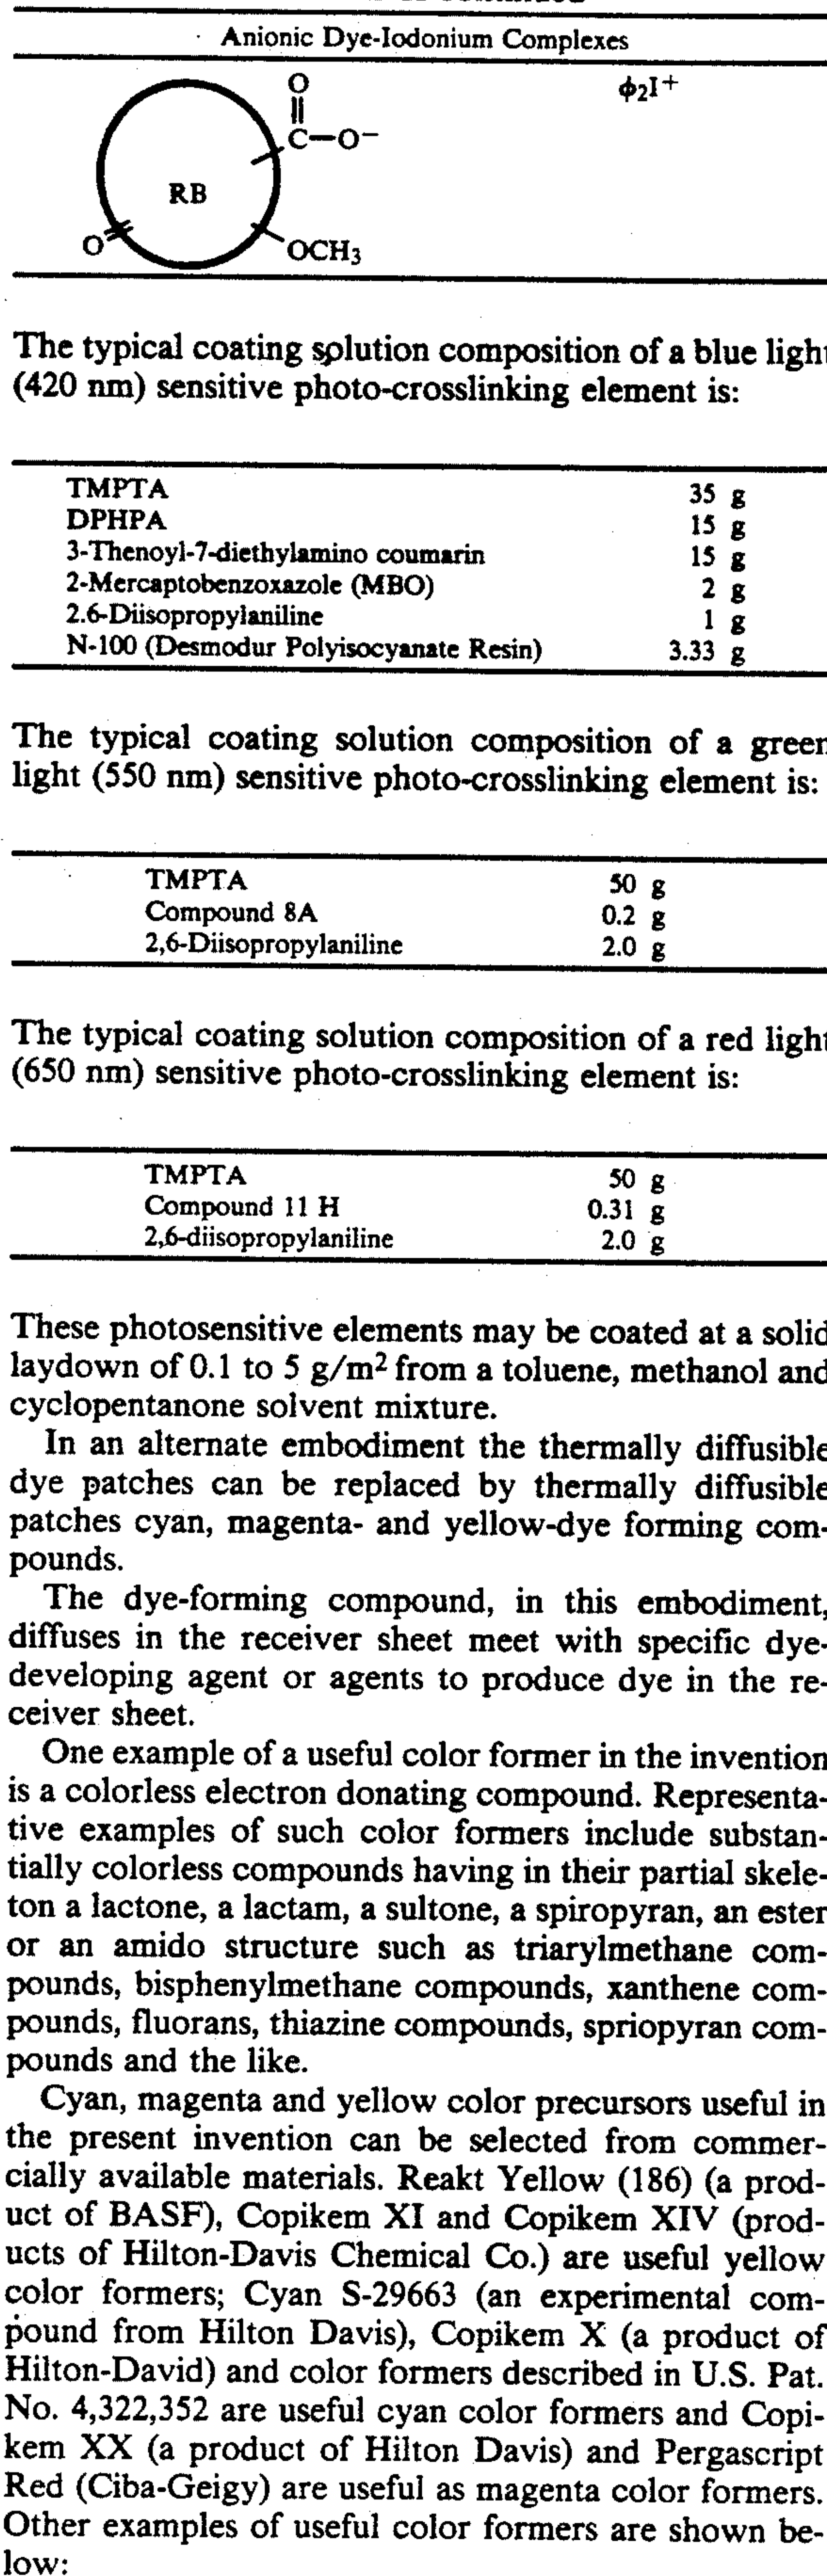 Anionic Dye-Iodonium Complexes
O
||
C—O−
φ2I+
RB
O
OCH3
The typical coating solution composition of a blue light
(420 nm) sensitive photo-crosslinking element is:
TMPTA 35 g
DPHPA 15 g
3-Thenoyl-7-diethylamino coumarin 15 g
2-Mercaptobenzoxazole (MBO) 2 g
2.6-Diisopropylaniline 1 g
N-100 (Desmodur Polyisocyanate Resin) 3.33 g
The typical coating solution composition of a green
light (550 nm) sensitive photo-crosslinking element is:
TMPTA 50 g
Compound 8A 0.2 g
2,6-Diisopropylaniline 2.0 g
The typical coating solution composition of a red light
(650 nm) sensitive photo-crosslinking element is:
TMPTA 50 g
Compound 11 H 0.31 g
2,6-diisopropylaniline 2.0 g
These photosensitive elements may be coated at a solid
laydown of 0.1 to 5 g/m2 from a toluene, methanol and
cyclopentanone solvent mixture.
In an alternate embodiment the thermally diffusible
dye patches can be replaced by thermally diffusible
patches cyan, magenta- and yellow-dye forming com-
pounds.
The dye-forming compound, in this embodiment,
diffuses in the receiver sheet meet with specific dye-
developing agent or agents to produce dye in the re-
ceiver sheet.
One example of a useful color former in the invention
is a colorless electron donating compound. Representa-
tive examples of such color formers include substan-
tially colorless compounds having in their partial skele-
ton a lactone, a lactam, a sultone, a spiropyran, an ester
or an amido structure such as triarylmethane com-
pounds, bisphenylmethane compounds, xanthene com-
pounds, fluorans, thiazine compounds, spriopyran com-
pounds and the like.
Cyan, magenta and yellow color precursors useful in
the present invention can be selected from commer-
cially available materials. Reakt Yellow (186) (a prod-
uct of BASF), Copikem XI and Copikem XIV (prod-
ucts of Hilton-Davis Chemical Co.) are useful yellow
color formers; Cyan S-29663 (an experimental com-
pound from Hilton Davis), Copikem X (a product of
Hilton-David) and color formers described in U.S. Pat.
No. 4,322,352 are useful cyan color formers and Copi-
kem XX (a product of Hilton Davis) and Pergascript
Red (Ciba-Geigy) are useful as magenta color formers.
Other examples of useful color formers are shown be-
low: